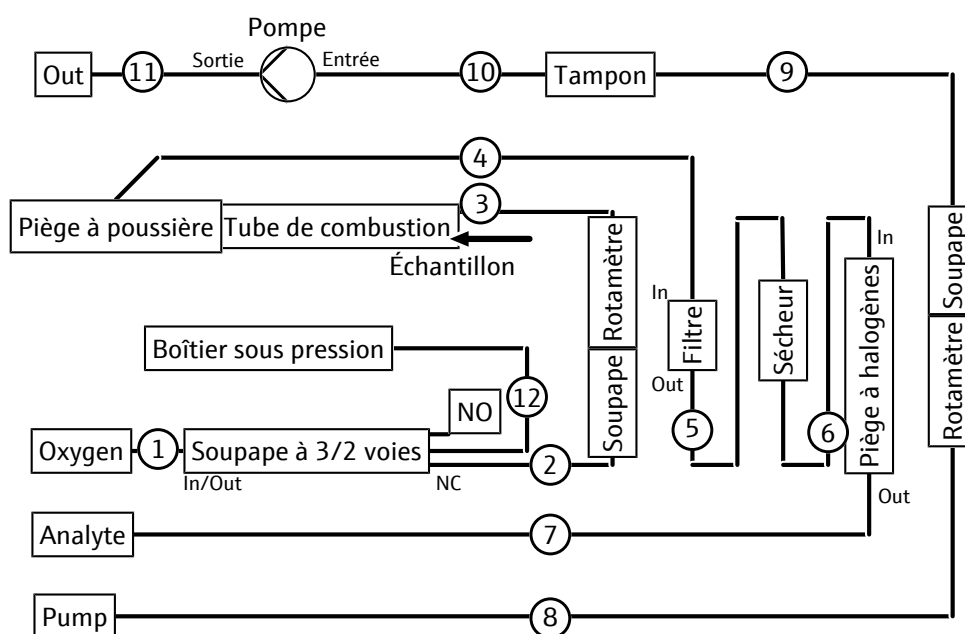 Pompe
Out
11
Sortie
Entrée
10
Tampon
9
4
3
Piège à poussière
Tube de combustion
Échantillon
Rotamètre
Soupape
In
Filtre
Out
5
Sécheur
6
In
Piège à halogènes
Out
Soupape
Rotamètre
Boîtier sous pression
12
NO
Oxygen
1
Soupape à 3/2 voies
In/Out
NC
2
Analyte
7
Pump
8